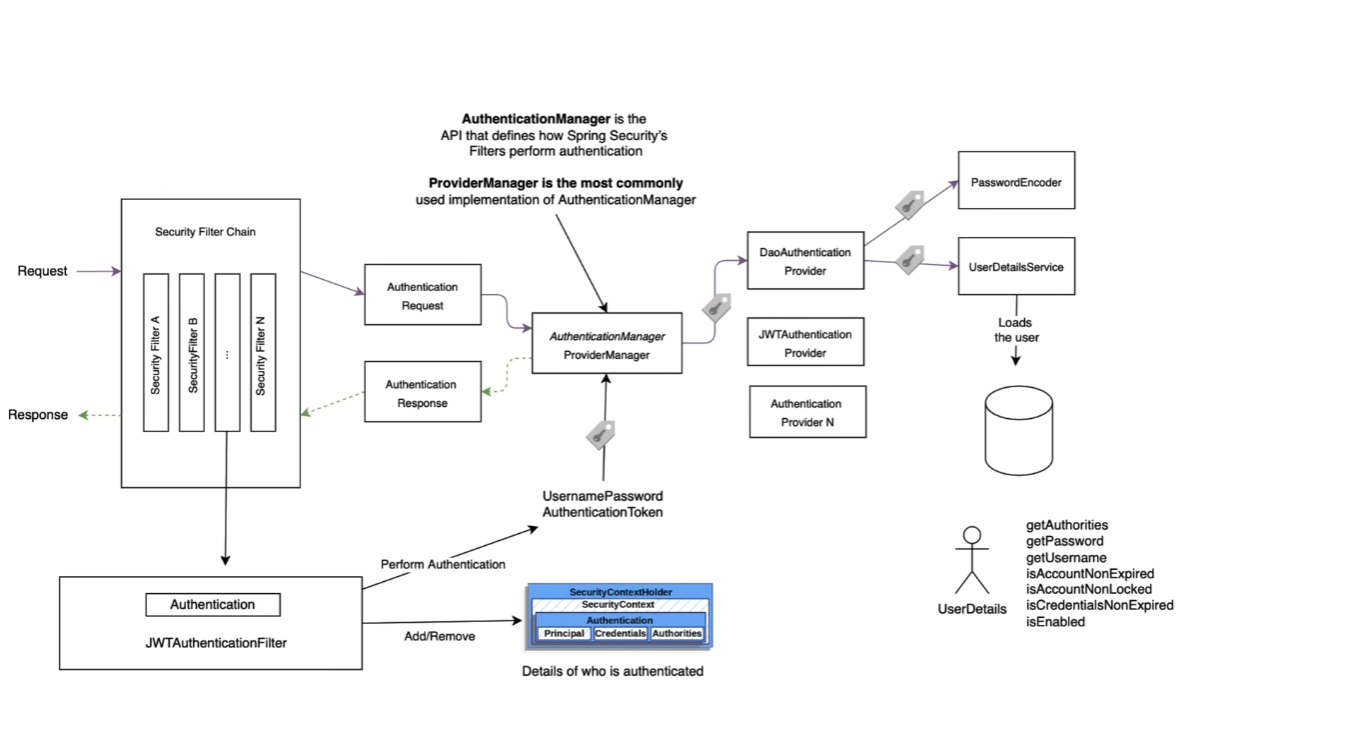 AuthenticationManager is the
API that defines how Spring Security's
Filters perform authentication
ProviderManager is the most commonly
used implementation of AuthenticationManager
Security Filter Chain
Request
Response
Security Filter A
SecurityFilter B
...
Security Filter N
Authentication
Request
Authentication
Response
AuthenticationManager
ProviderManager
DaoAuthentication
Provider
JWTAuthentication
Provider
Authentication
Provider N
PasswordEncoder
UserDetailsService
Loads
the user
UsernamePassword
AuthenticationToken
Perform Authentication
Add/Remove
Authentication
JWTAuthenticationFilter
SecurityContextHolder
SecurityContext
Authentication
Principal
Credentials
Authorities
Details of who is authenticated
UserDetails
getAuthorities
getPassword
getUsername
isAccountNonExpired
isAccountNonLocked
isCredentialsNonExpired
isEnabled